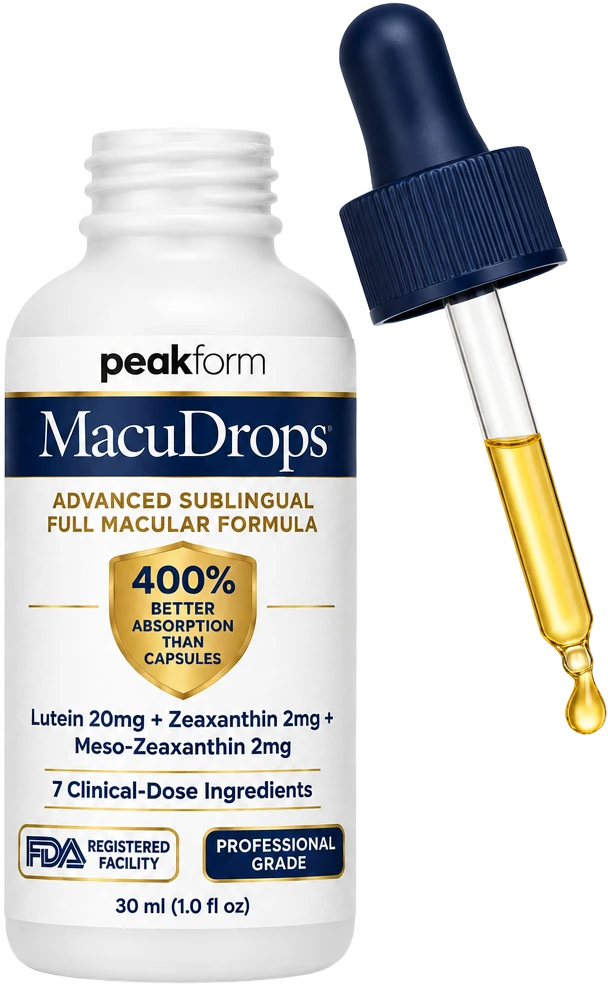 peakform
MacuDrops®
ADVANCED SUBLINGUAL
FULL MACULAR FORMULA
400%
BETTER
ABSORPTION
THAN
CAPSULES
Lutein 20mg + Zeaxanthin 2mg +
Meso-Zeaxanthin 2mg
7 Clinical-Dose Ingredients
FDA REGISTERED
FACILITY
PROFESSIONAL
GRADE
30 ml (1.0 fl oz)